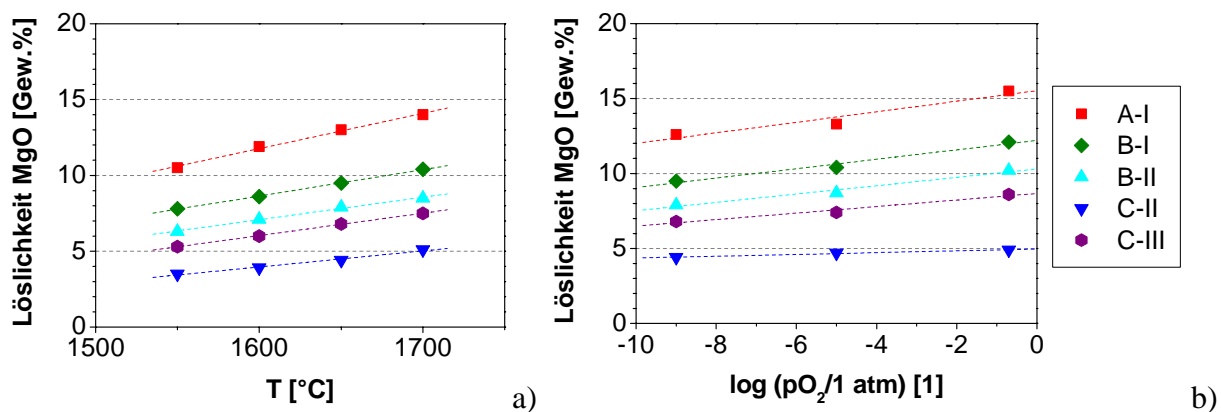 Löslichkeit MgO [Gew.%]
20
15
10
5
0
1500
1600
1700
T [°C]
a)
Löslichkeit MgO [Gew.%]
20
15
10
5
0
-10
-8
-6
-4
-2
0
log (pO₂/1 atm) [1]
b)
A-I
B-I
B-II
C-II
C-III